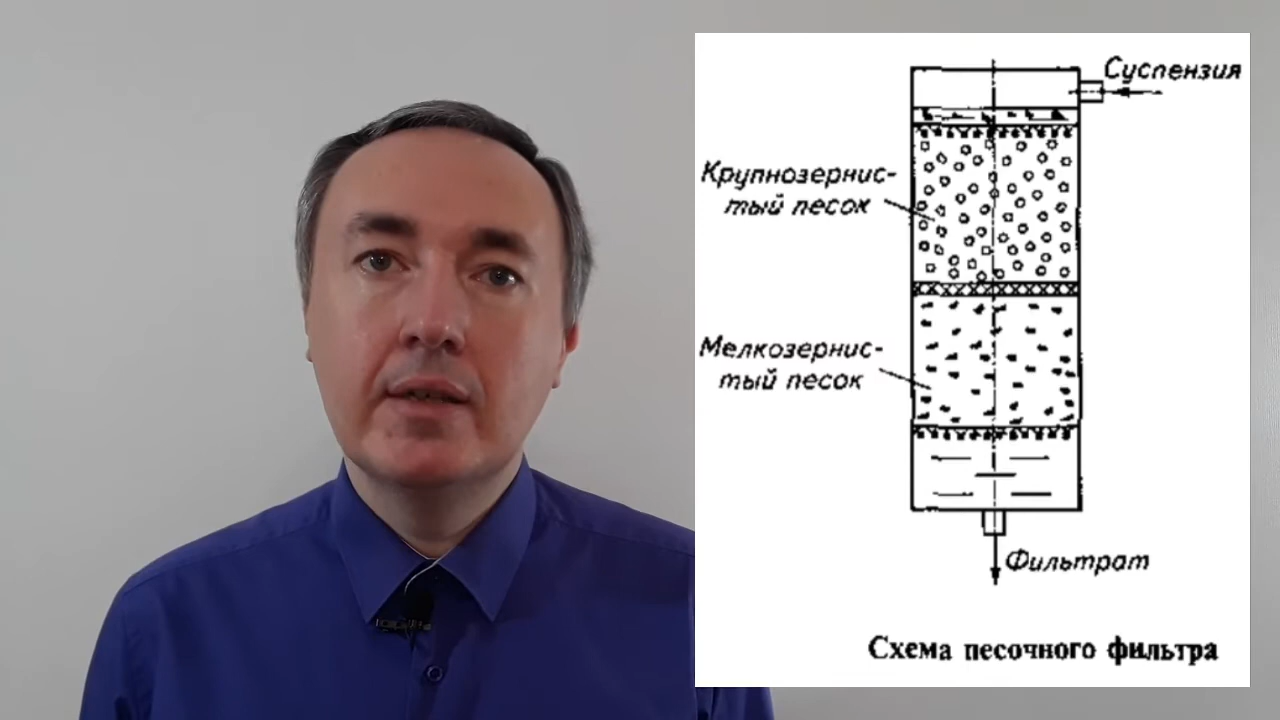 Суспензия
Крупнозернис-
тый песок
Мелкозернис-
тый песок
Фильтрат
Схема песочного фильтра